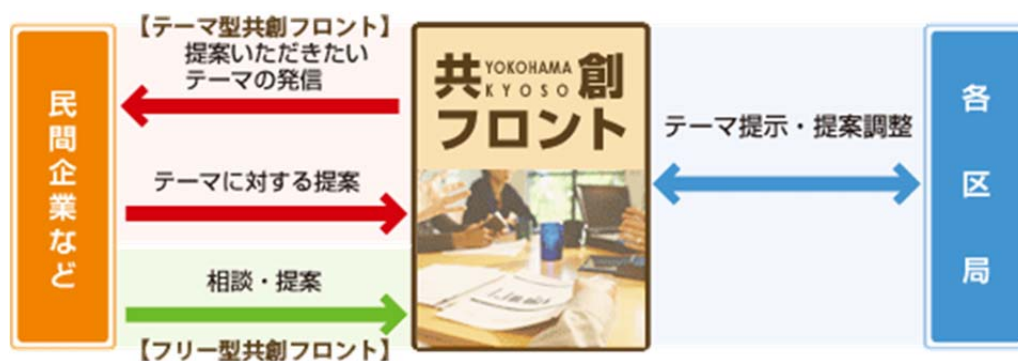 【テーマ型共創フロント】
提案いただきたい
テーマの発信
民間企業など
テーマに対する提案
相談・提案
【フリー型共創フロント】
共 YOKOHAMA KYOSO 創
フロント
テーマ提示・提案調整
各区局